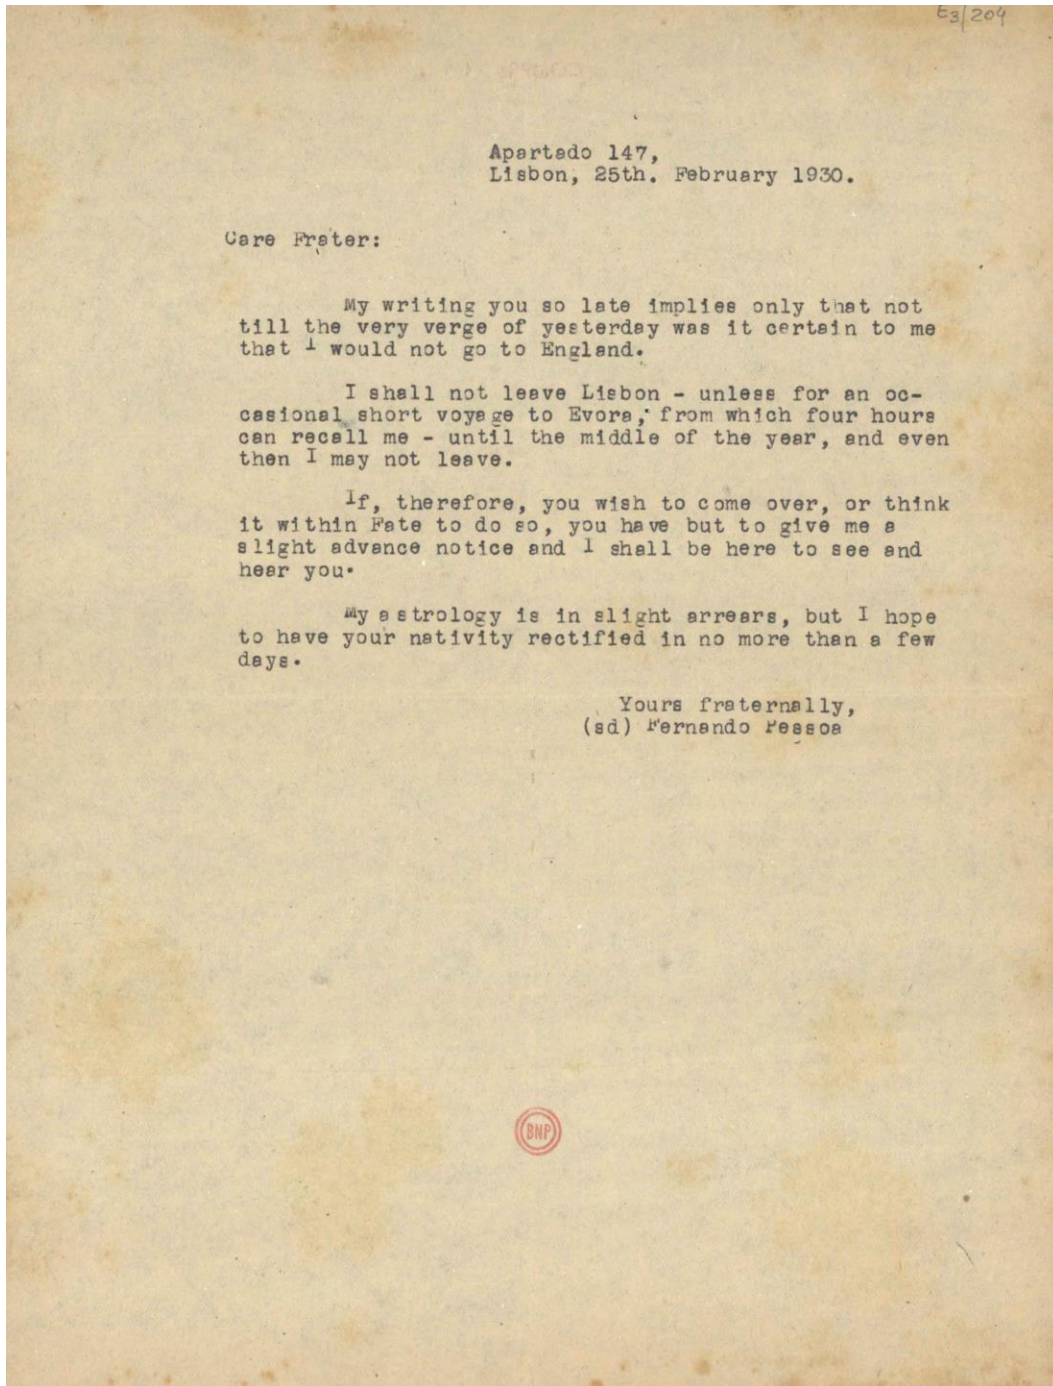 E3/204
Apartado 147,
Lisbon, 25th. February 1930.
Care Frater:
My writing you so late implies only that not
till the very verge of yesterday was it certain to me
that I would not go to England.
I shall not leave Lisbon - unless for an oc-
casional short voyage to Evora, from which four hours
can recall me - until the middle of the year, and even
then I may not leave.
If, therefore, you wish to come over, or think
it within Fate to do so, you have but to give me a
slight advance notice and I shall be here to see and
hear you.
My astrology is in slight arrears, but I hope
to have your nativity rectified in no more than a few
days.
Yours fraternally,
(sd) Fernando Pessoa
BNP